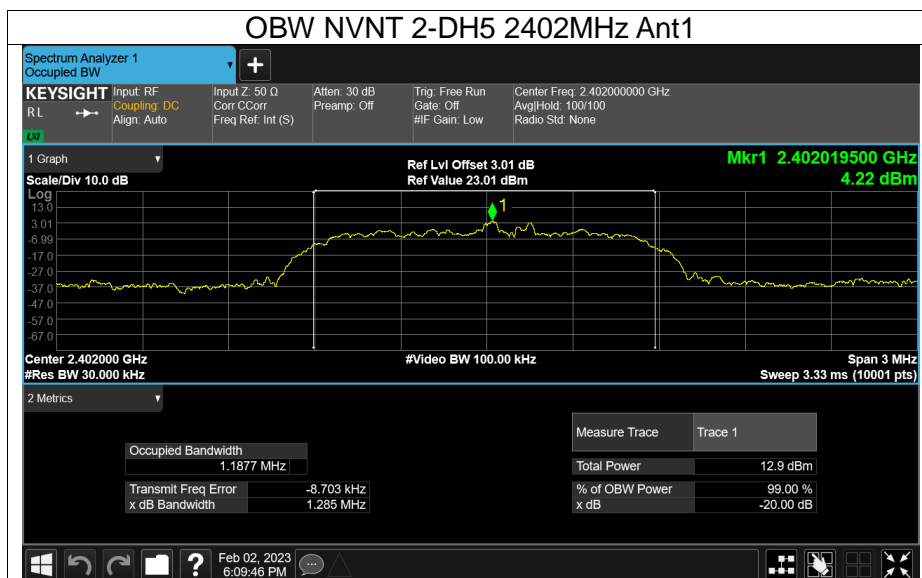 OBW NVNT 2-DH5 2402MHz Ant1
Spectrum Analyzer 1
Occupied BW
+
KEYSIGHT Input: RF Input Z: 50 Ω Atten: 30 dB Trig: Free Run Center Freq: 2.402000000 GHz
R L Coupling: DC Corr CCorr Preamp: Off Gate: Off Avg|Hold: 100/100
Align: Auto Freq Ref: Int (S) #IF Gain: Low Radio Std: None
LXI
1 Graph Ref Lvl Offset 3.01 dB Mkr1 2.402019500 GHz
Scale/Div 10.0 dB Ref Value 23.01 dBm 4.22 dBm
Log
13.0
1
3.01
-6.99
-17.0
-27.0
-37.0
-47.0
-57.0
-67.0
Center 2.402000 GHz #Video BW 100.00 kHz Span 3 MHz
#Res BW 30.000 kHz Sweep 3.33 ms (10001 pts)
2 Metrics
Measure Trace Trace 1
Occupied Bandwidth
1.1877 MHz Total Power 12.9 dBm
Transmit Freq Error -8.703 kHz % of OBW Power 99.00 %
x dB Bandwidth 1.285 MHz x dB -20.00 dB
? Feb 02, 2023
6:09:46 PM